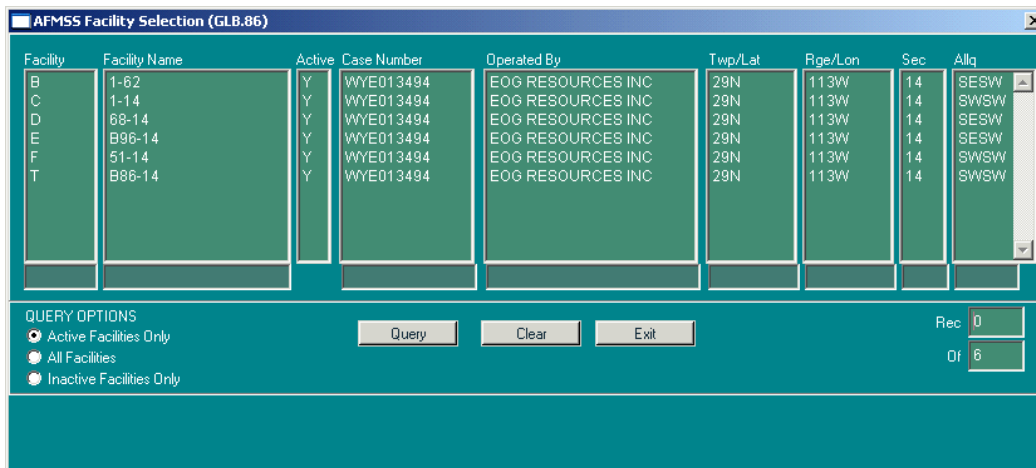 AFMSS Facility Selection (GLB.86)
Facility Facility Name Active Case Number Operated By Twp/Lat Rge/Lon Sec Allq
B 1-62 Y WYE013494 EOG RESOURCES INC 29N 113W 14 SESW
C 1-14 Y WYE013494 EOG RESOURCES INC 29N 113W 14 SWSW
D 68-14 Y WYE013494 EOG RESOURCES INC 29N 113W 14 SESW
E B96-14 Y WYE013494 EOG RESOURCES INC 29N 113W 14 SESW
F 51-14 Y WYE013494 EOG RESOURCES INC 29N 113W 14 SWSW
T B86-14 Y WYE013494 EOG RESOURCES INC 29N 113W 14 SWSW
QUERY OPTIONS
Active Facilities Only
All Facilities
Inactive Facilities Only
Query Clear Exit
Rec 0
Of 6